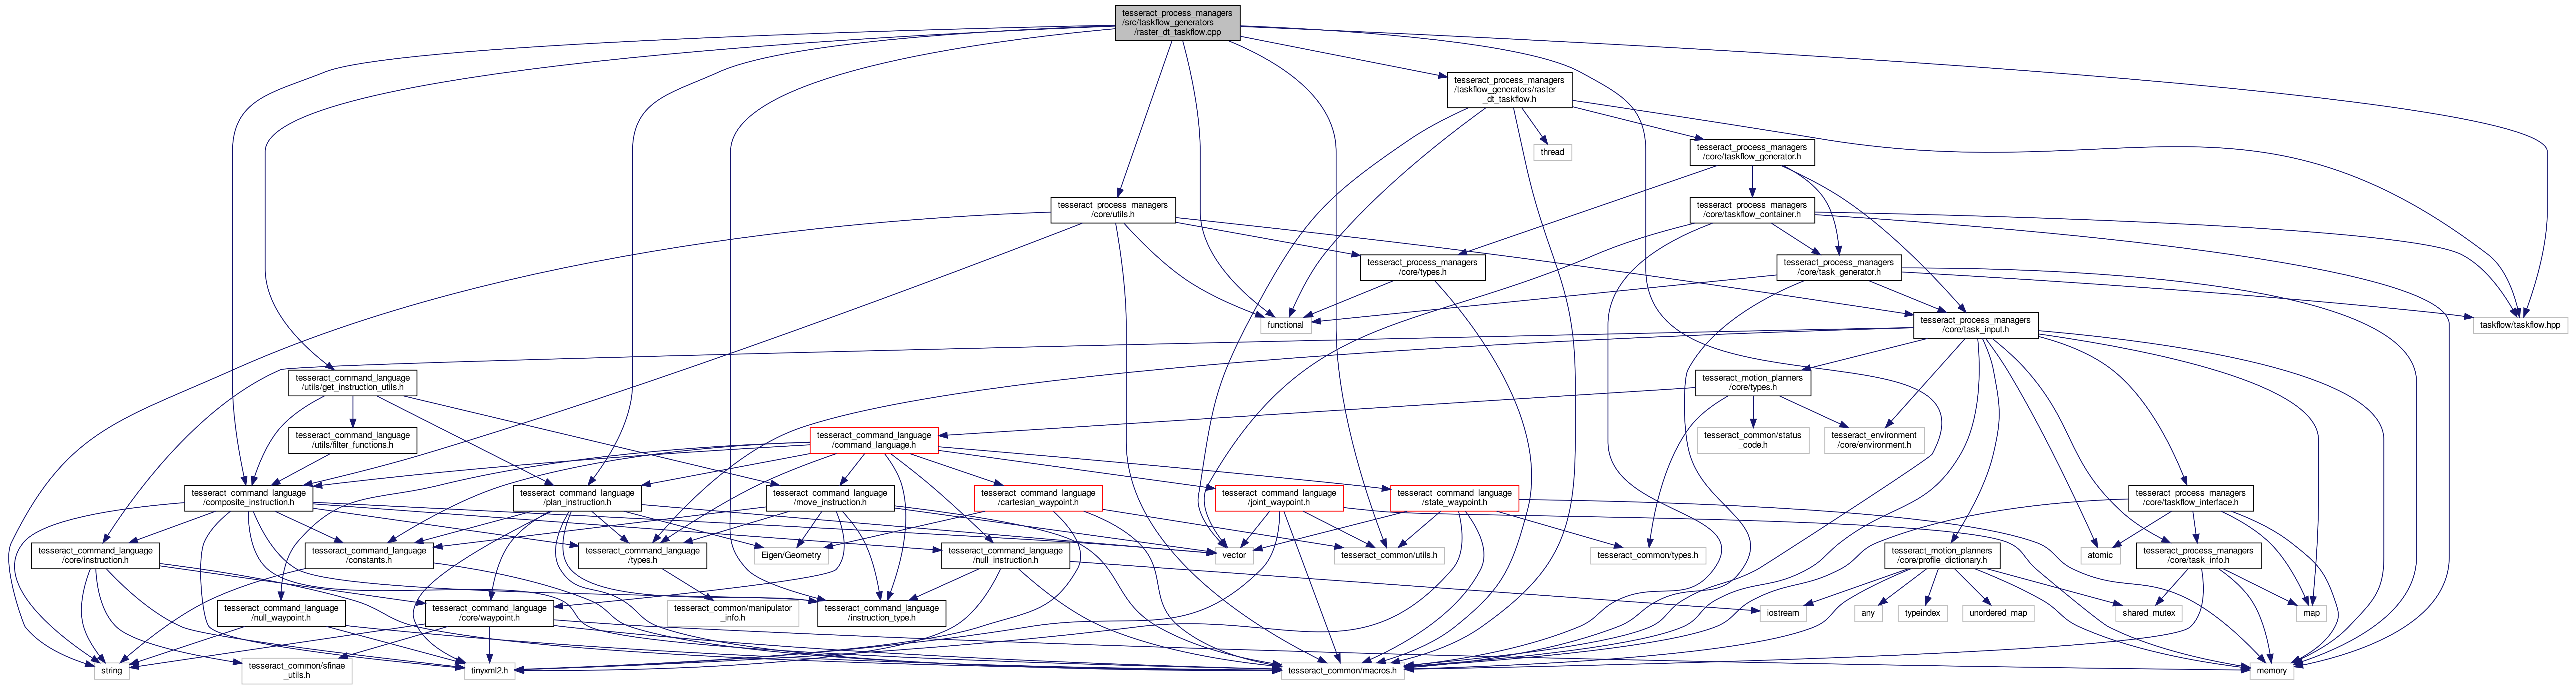 tesseract_process_managers
/src/taskflow_generators
/raster_dt_taskflow.cpp
tesseract_process_managers
/taskflow_generators/raster
_dt_taskflow.h
thread
tesseract_process_managers
/core/taskflow_generator.h
tesseract_process_managers
/core/utils.h
tesseract_process_managers
/core/taskflow_container.h
tesseract_process_managers
/core/types.h
tesseract_process_managers
/core/task_generator.h
functional
tesseract_process_managers
/core/task_input.h
taskflow/taskflow.hpp
tesseract_command_language
/utils/get_instruction_utils.h
tesseract_motion_planners
/core/types.h
tesseract_command_language
/utils/filter_functions.h
tesseract_command_language
/command_language.h
tesseract_common/status
_code.h
tesseract_environment
/core/environment.h
tesseract_command_language
/composite_instruction.h
tesseract_command_language
/plan_instruction.h
tesseract_command_language
/move_instruction.h
tesseract_command_language
/cartesian_waypoint.h
tesseract_command_language
/joint_waypoint.h
tesseract_command_language
/state_waypoint.h
tesseract_process_managers
/core/taskflow_interface.h
tesseract_command_language
/core/instruction.h
tesseract_command_language
/constants.h
tesseract_command_language
/types.h
Eigen/Geometry
tesseract_command_language
/null_instruction.h
vector
tesseract_common/utils.h
tesseract_common/types.h
tesseract_motion_planners
/core/profile_dictionary.h
atomic
tesseract_process_managers
/core/task_info.h
tesseract_command_language
/null_waypoint.h
tesseract_command_language
/core/waypoint.h
tesseract_common/manipulator
_info.h
tesseract_command_language
/instruction_type.h
iostream
any
typeindex
unordered_map
shared_mutex
map
string
tesseract_common/sfinae
_utils.h
tinyxml2.h
tesseract_common/macros.h
memory